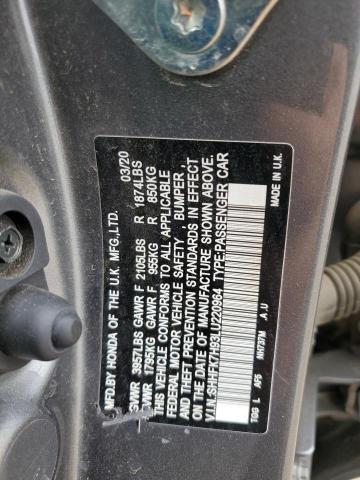 MFD.BY HONDA OF THE U.K. MFG.,LTD. 03/20
GVWR 3957LBS GAWR F 2105LBS R 1874LBS
GVWR 1795KG GAWR F 955KG R 850KG
THIS VEHICLE CONFORMS TO ALL APPLICABLE
FEDERAL MOTOR VEHICLE SAFETY , BUMPER ,
AND THEFT PREVENTION STANDARDS IN EFFECT
ON THE DATE OF MANUFACTURE SHOWN ABOVE.
V.I.N.:SHHFK7H93LU220964 TYPE:PASSENGER CAR
TGG L AF5 NH797M A U
MADE IN U.K.